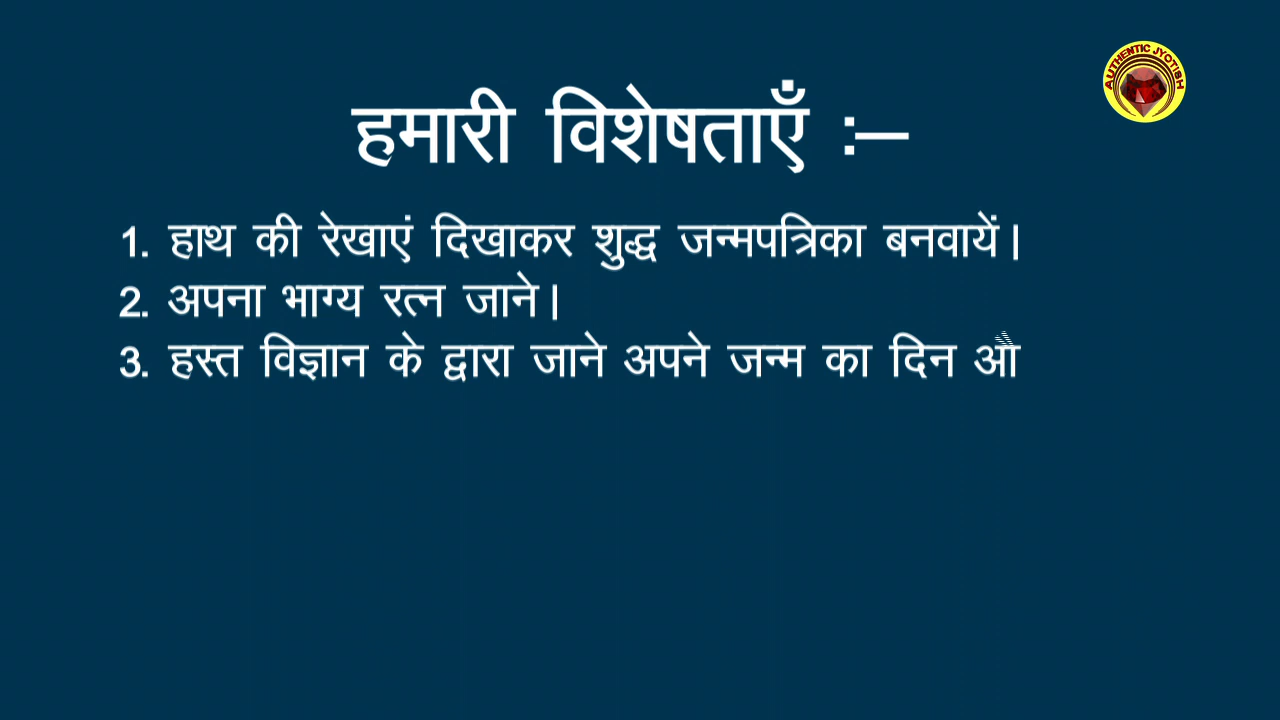 AUTHENTIC JYOTISH
हमारी विशेषताएँ :–
1. हाथ की रेखाएं दिखाकर शुद्ध जन्मपत्रिका बनवायें।
2. अपना भाग्य रत्न जाने।
3. हस्त विज्ञान के द्वारा जाने अपने जन्म का दिन